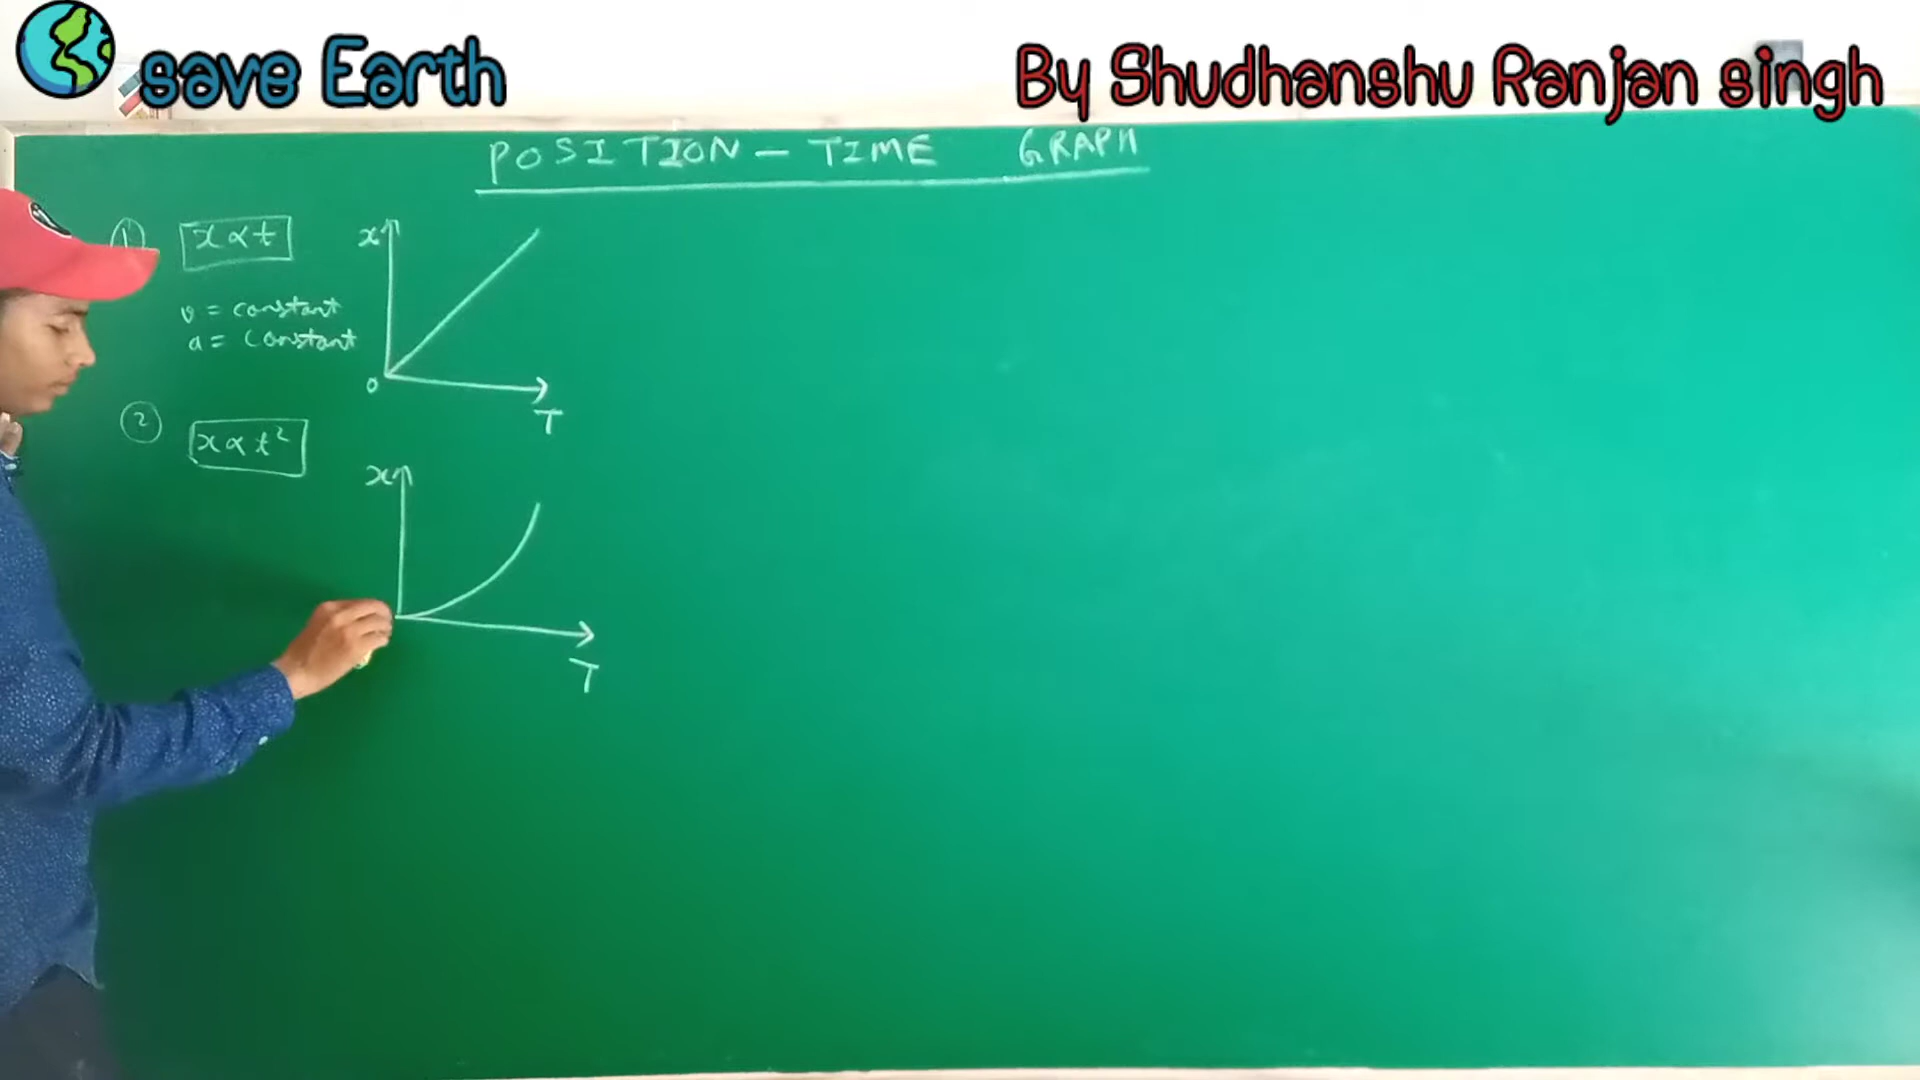 save Earth
By Shudhanshu Ranjan singh
POSITION - TIME GRAPH
① x ∝ t
x
v = constant
a = constant
0
T
② x ∝ t²
x
T